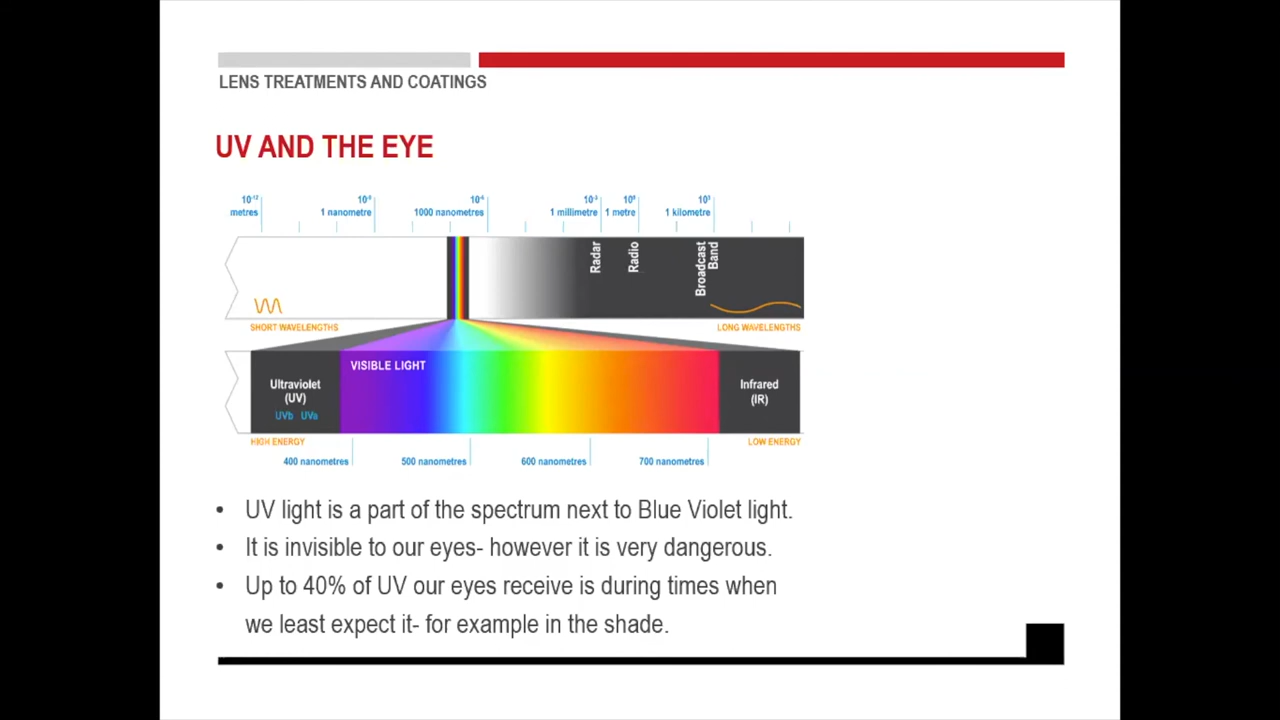 LENS TREATMENTS AND COATINGS
UV AND THE EYE
10⁻¹² 10⁻⁹ 10⁻⁶ 10⁻³ 10⁰ 10³
metres 1 nanometre 1000 nanometres 1 millimetre 1 metre 1 kilometre
Radar
Radio
Broadcast
Band
SHORT WAVELENGTHS LONG WAVELENGTHS
VISIBLE LIGHT
Ultraviolet
(UV)
UVb UVa
Infrared
(IR)
HIGH ENERGY LOW ENERGY
400 nanometres 500 nanometres 600 nanometres 700 nanometres
• UV light is a part of the spectrum next to Blue Violet light.
• It is invisible to our eyes- however it is very dangerous.
• Up to 40% of UV our eyes receive is during times when
we least expect it- for example in the shade.